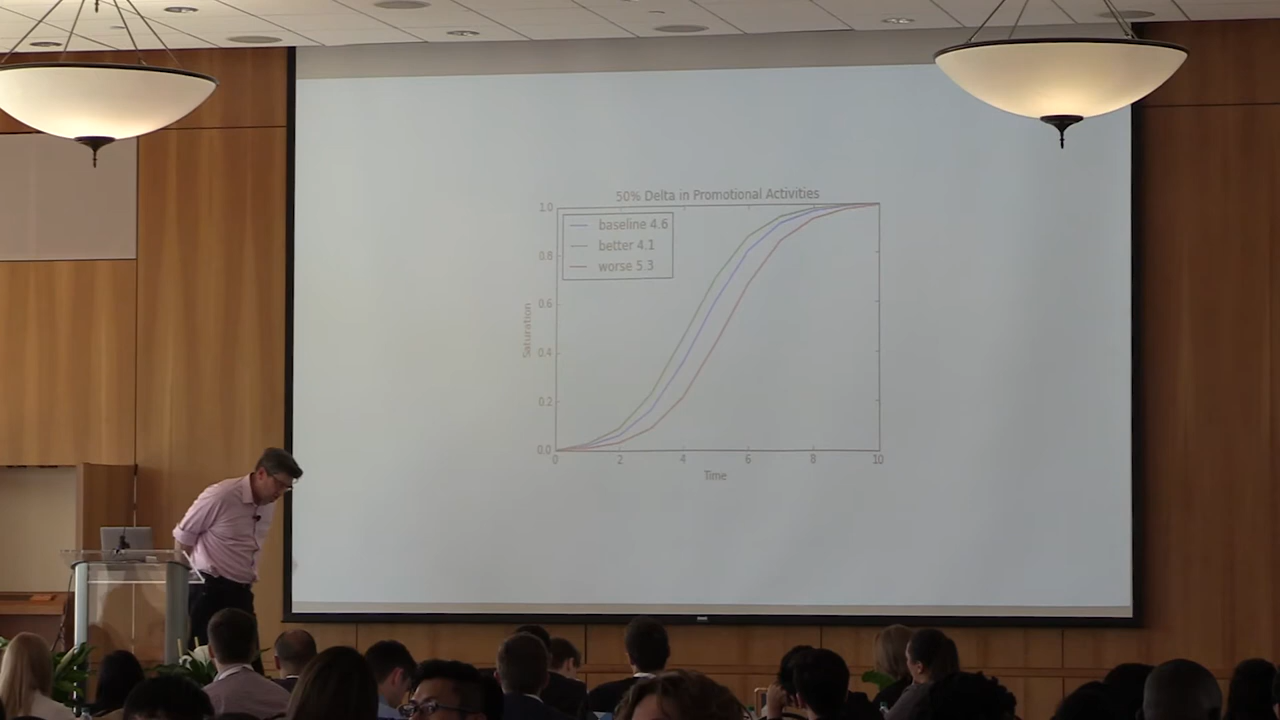 50% Delta in Promotional Activities
1.0
baseline 4.6
better 4.1
worse 5.3
0.8
0.6
Saturation
0.4
0.2
0.0
0 2 4 6 8 10
Time